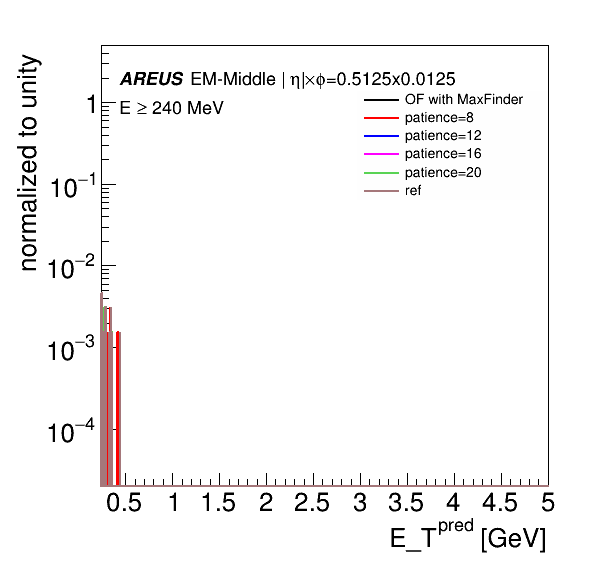 normalized to unity
AREUS EM-Middle | η|×ϕ=0.5125x0.0125
E ≥ 240 MeV
OF with MaxFinder
patience=8
patience=12
patience=16
patience=20
ref
1
10⁻¹
10⁻²
10⁻³
10⁻⁴
0.5 1 1.5 2 2.5 3 3.5 4 4.5 5
E_T^pred [GeV]